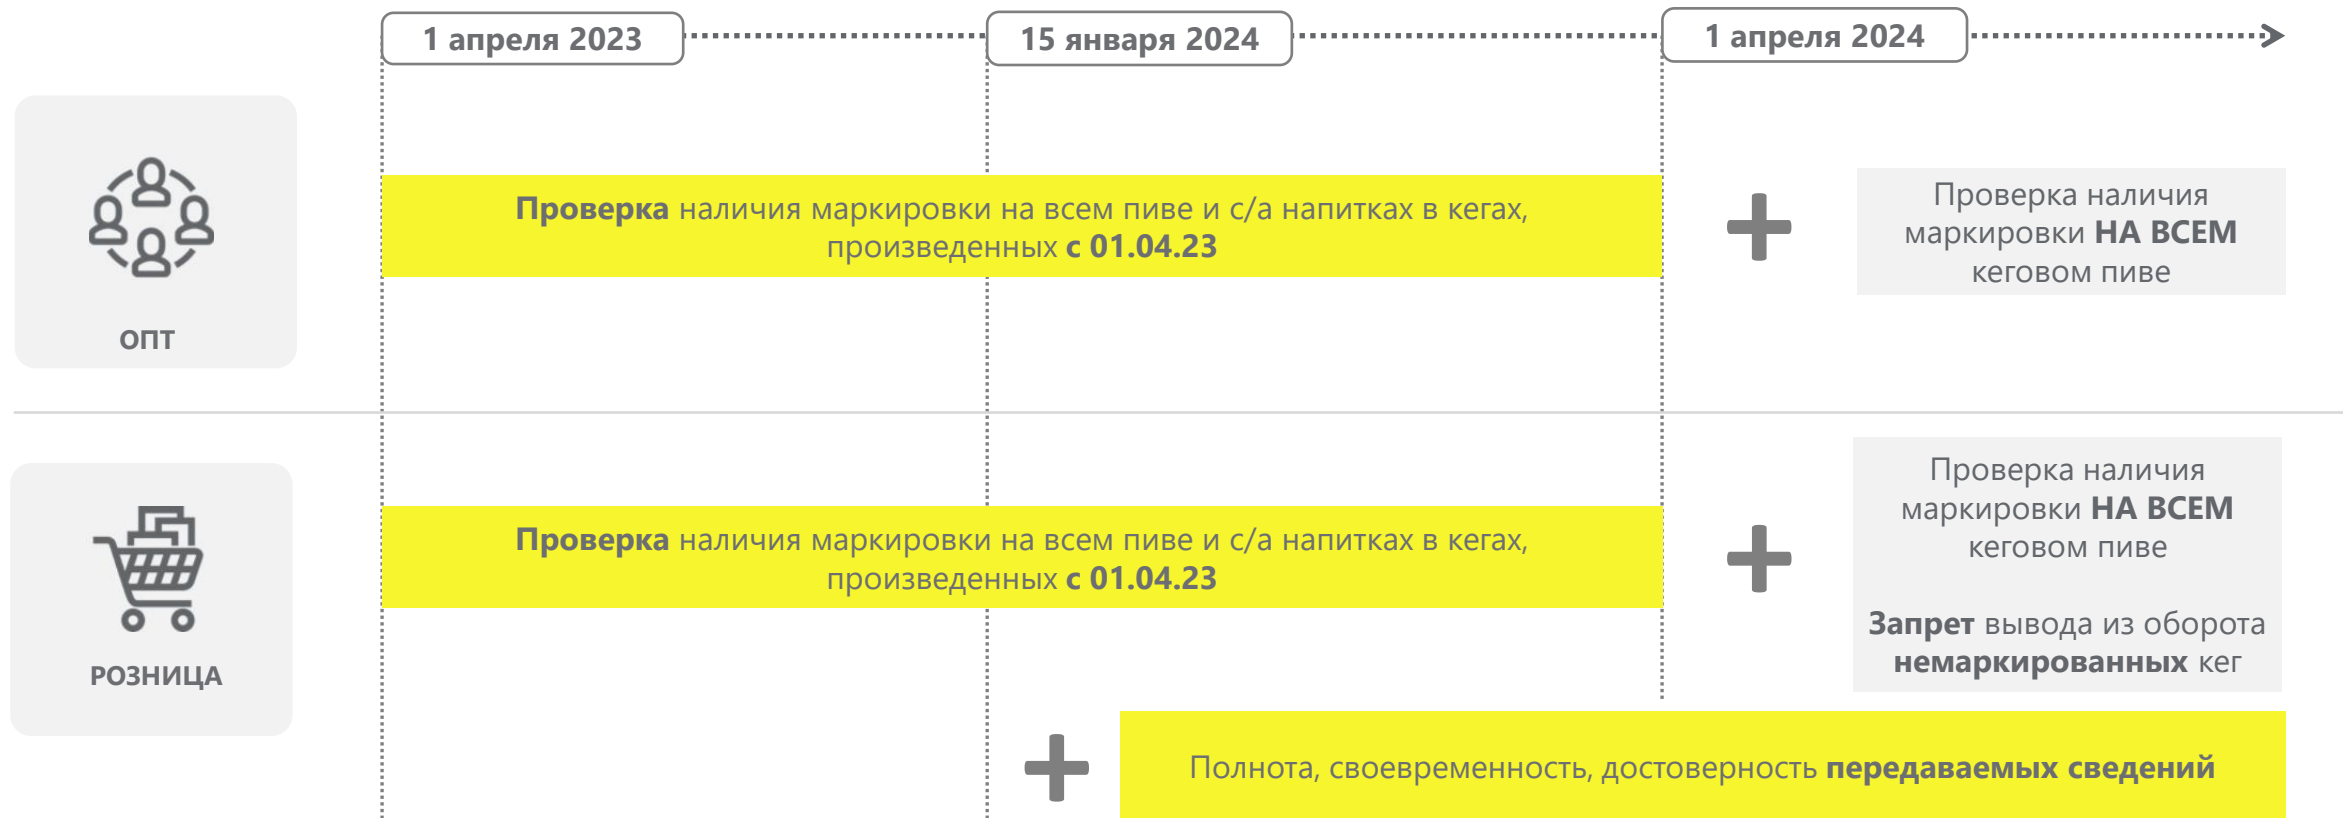 1 апреля 2023
15 января 2024
1 апреля 2024
ОПТ
Проверка наличия маркировки на всем пиве и с/а напитках в кегах,
произведенных с 01.04.23
Проверка наличия
маркировки НА ВСЕМ
кеговом пиве
РОЗНИЦА
Проверка наличия маркировки на всем пиве и с/а напитках в кегах,
произведенных с 01.04.23
Проверка наличия
маркировки НА ВСЕМ
кеговом пиве
Запрет вывода из оборота
немаркированных кег
Полнота, своевременность, достоверность передаваемых сведений